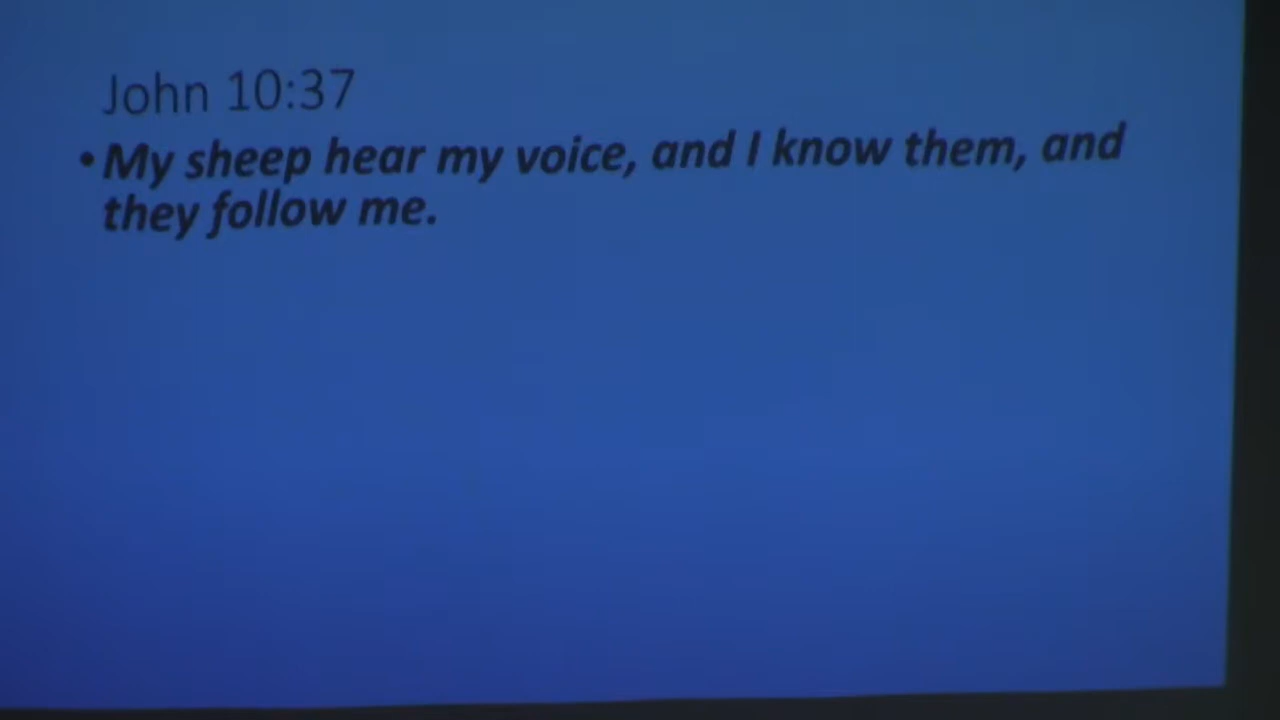 John 10:37
• My sheep hear my voice, and I know them, and
they follow me.